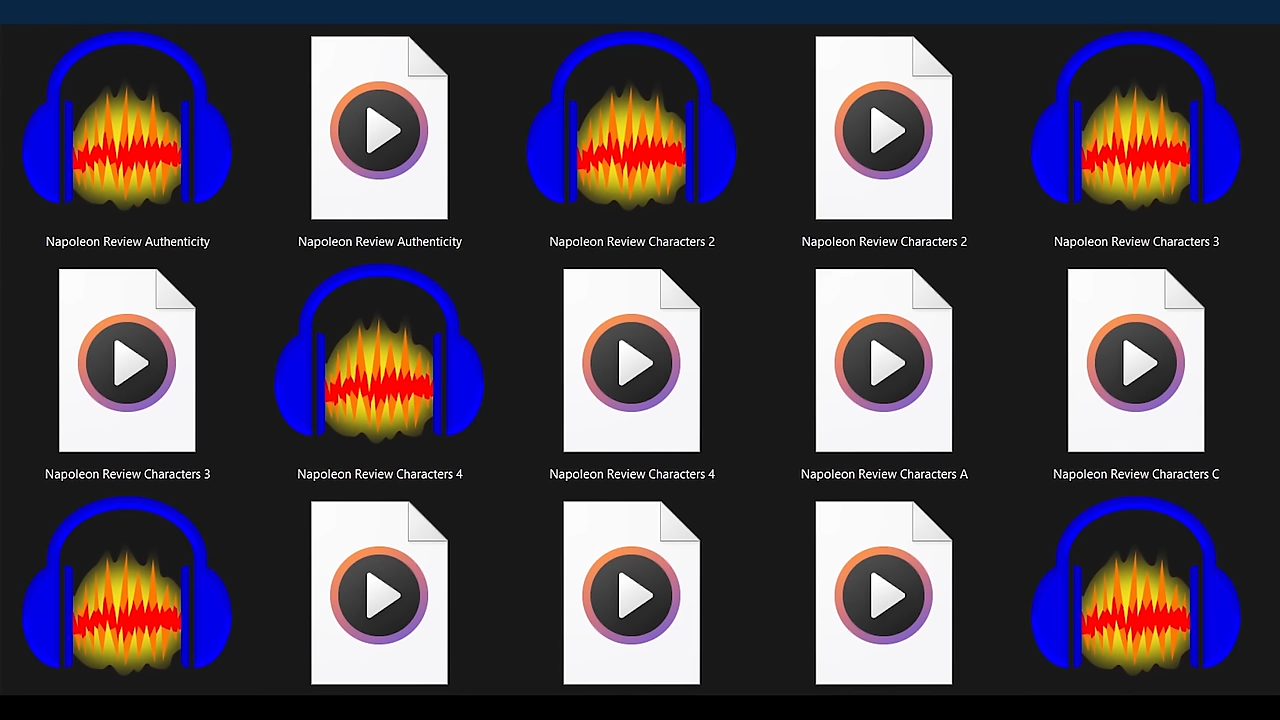 Napoleon Review Authenticity
Napoleon Review Authenticity
Napoleon Review Characters 2
Napoleon Review Characters 2
Napoleon Review Characters 3
Napoleon Review Characters 3
Napoleon Review Characters 4
Napoleon Review Characters 4
Napoleon Review Characters A
Napoleon Review Characters C